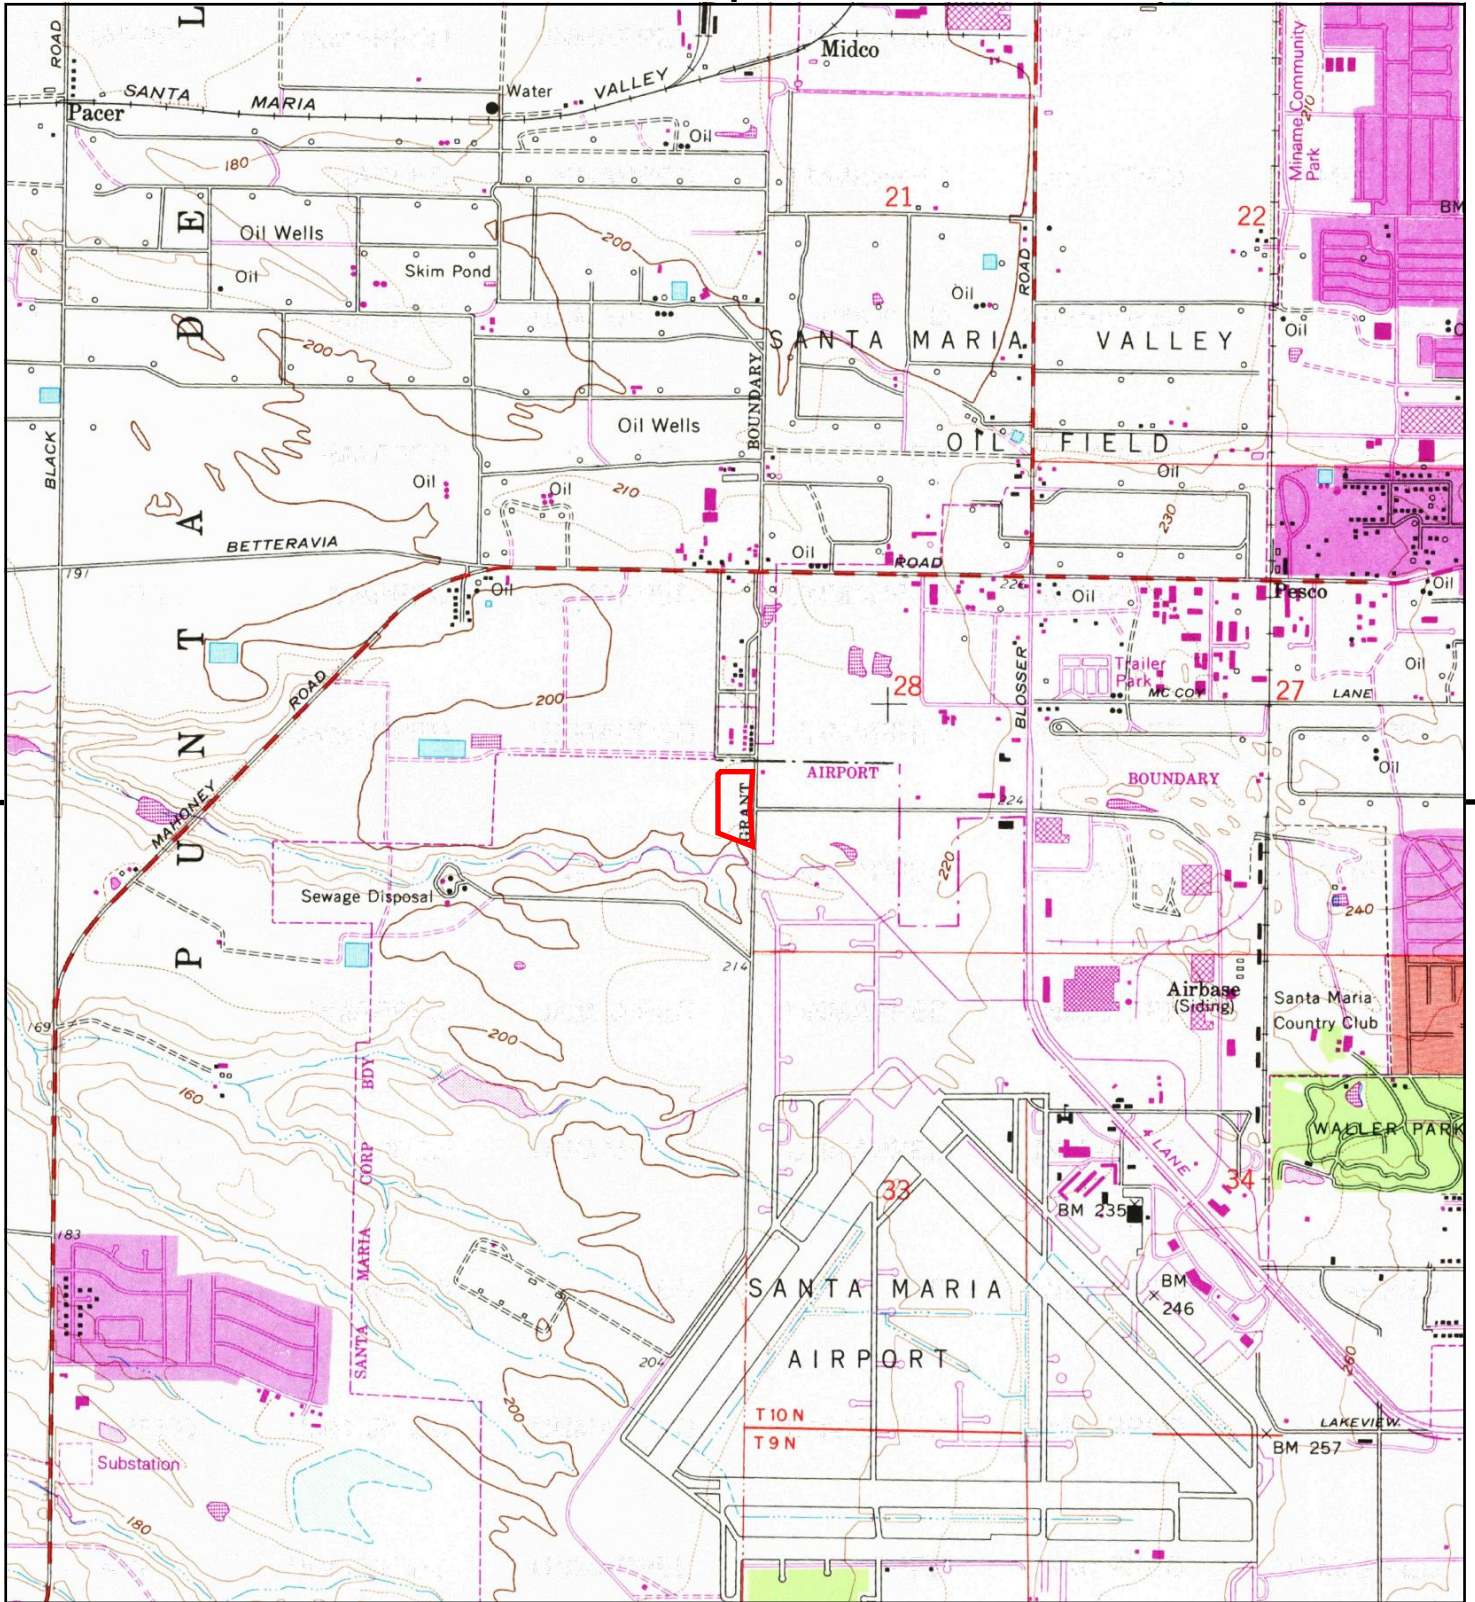 L
ROAD
Midco
SANTA MARIA VALLEY
Water
Pacer
Miname Community
Park
210
Oil
180
21
22
BM
E
Oil Wells
200
Oil
Skim Pond
ROAD
Oil
Oil
D
SANTA MARIA VALLEY
200
BOUNDARY
Oil Wells
OIL FIELD
BLACK
Oil
Oil
Oil
210
A
230
BETTERAVIA
Oil
ROAD
191
226
Oil
Oil
Pesco
Oil
T
ROAD
Trailer
Park
Oil
28
27
200
BLOSSER
MC COY LANE
N
AIRPORT BOUNDARY
Oil
MAHONEY
GRANT
224
U
220
Sewage Disposal
240
P
214
Airbase
(Siding)
Santa Maria
Country Club
169
200
160
BDY
WALLER PARK
4 LANE
CORP
33
34
BM 235
183
MARIA
SANTA MARIA
BM
246
SANTA
204
AIRPORT
260
200
T10N
T9N
LAKEVIEW
BM 257
Substation
180